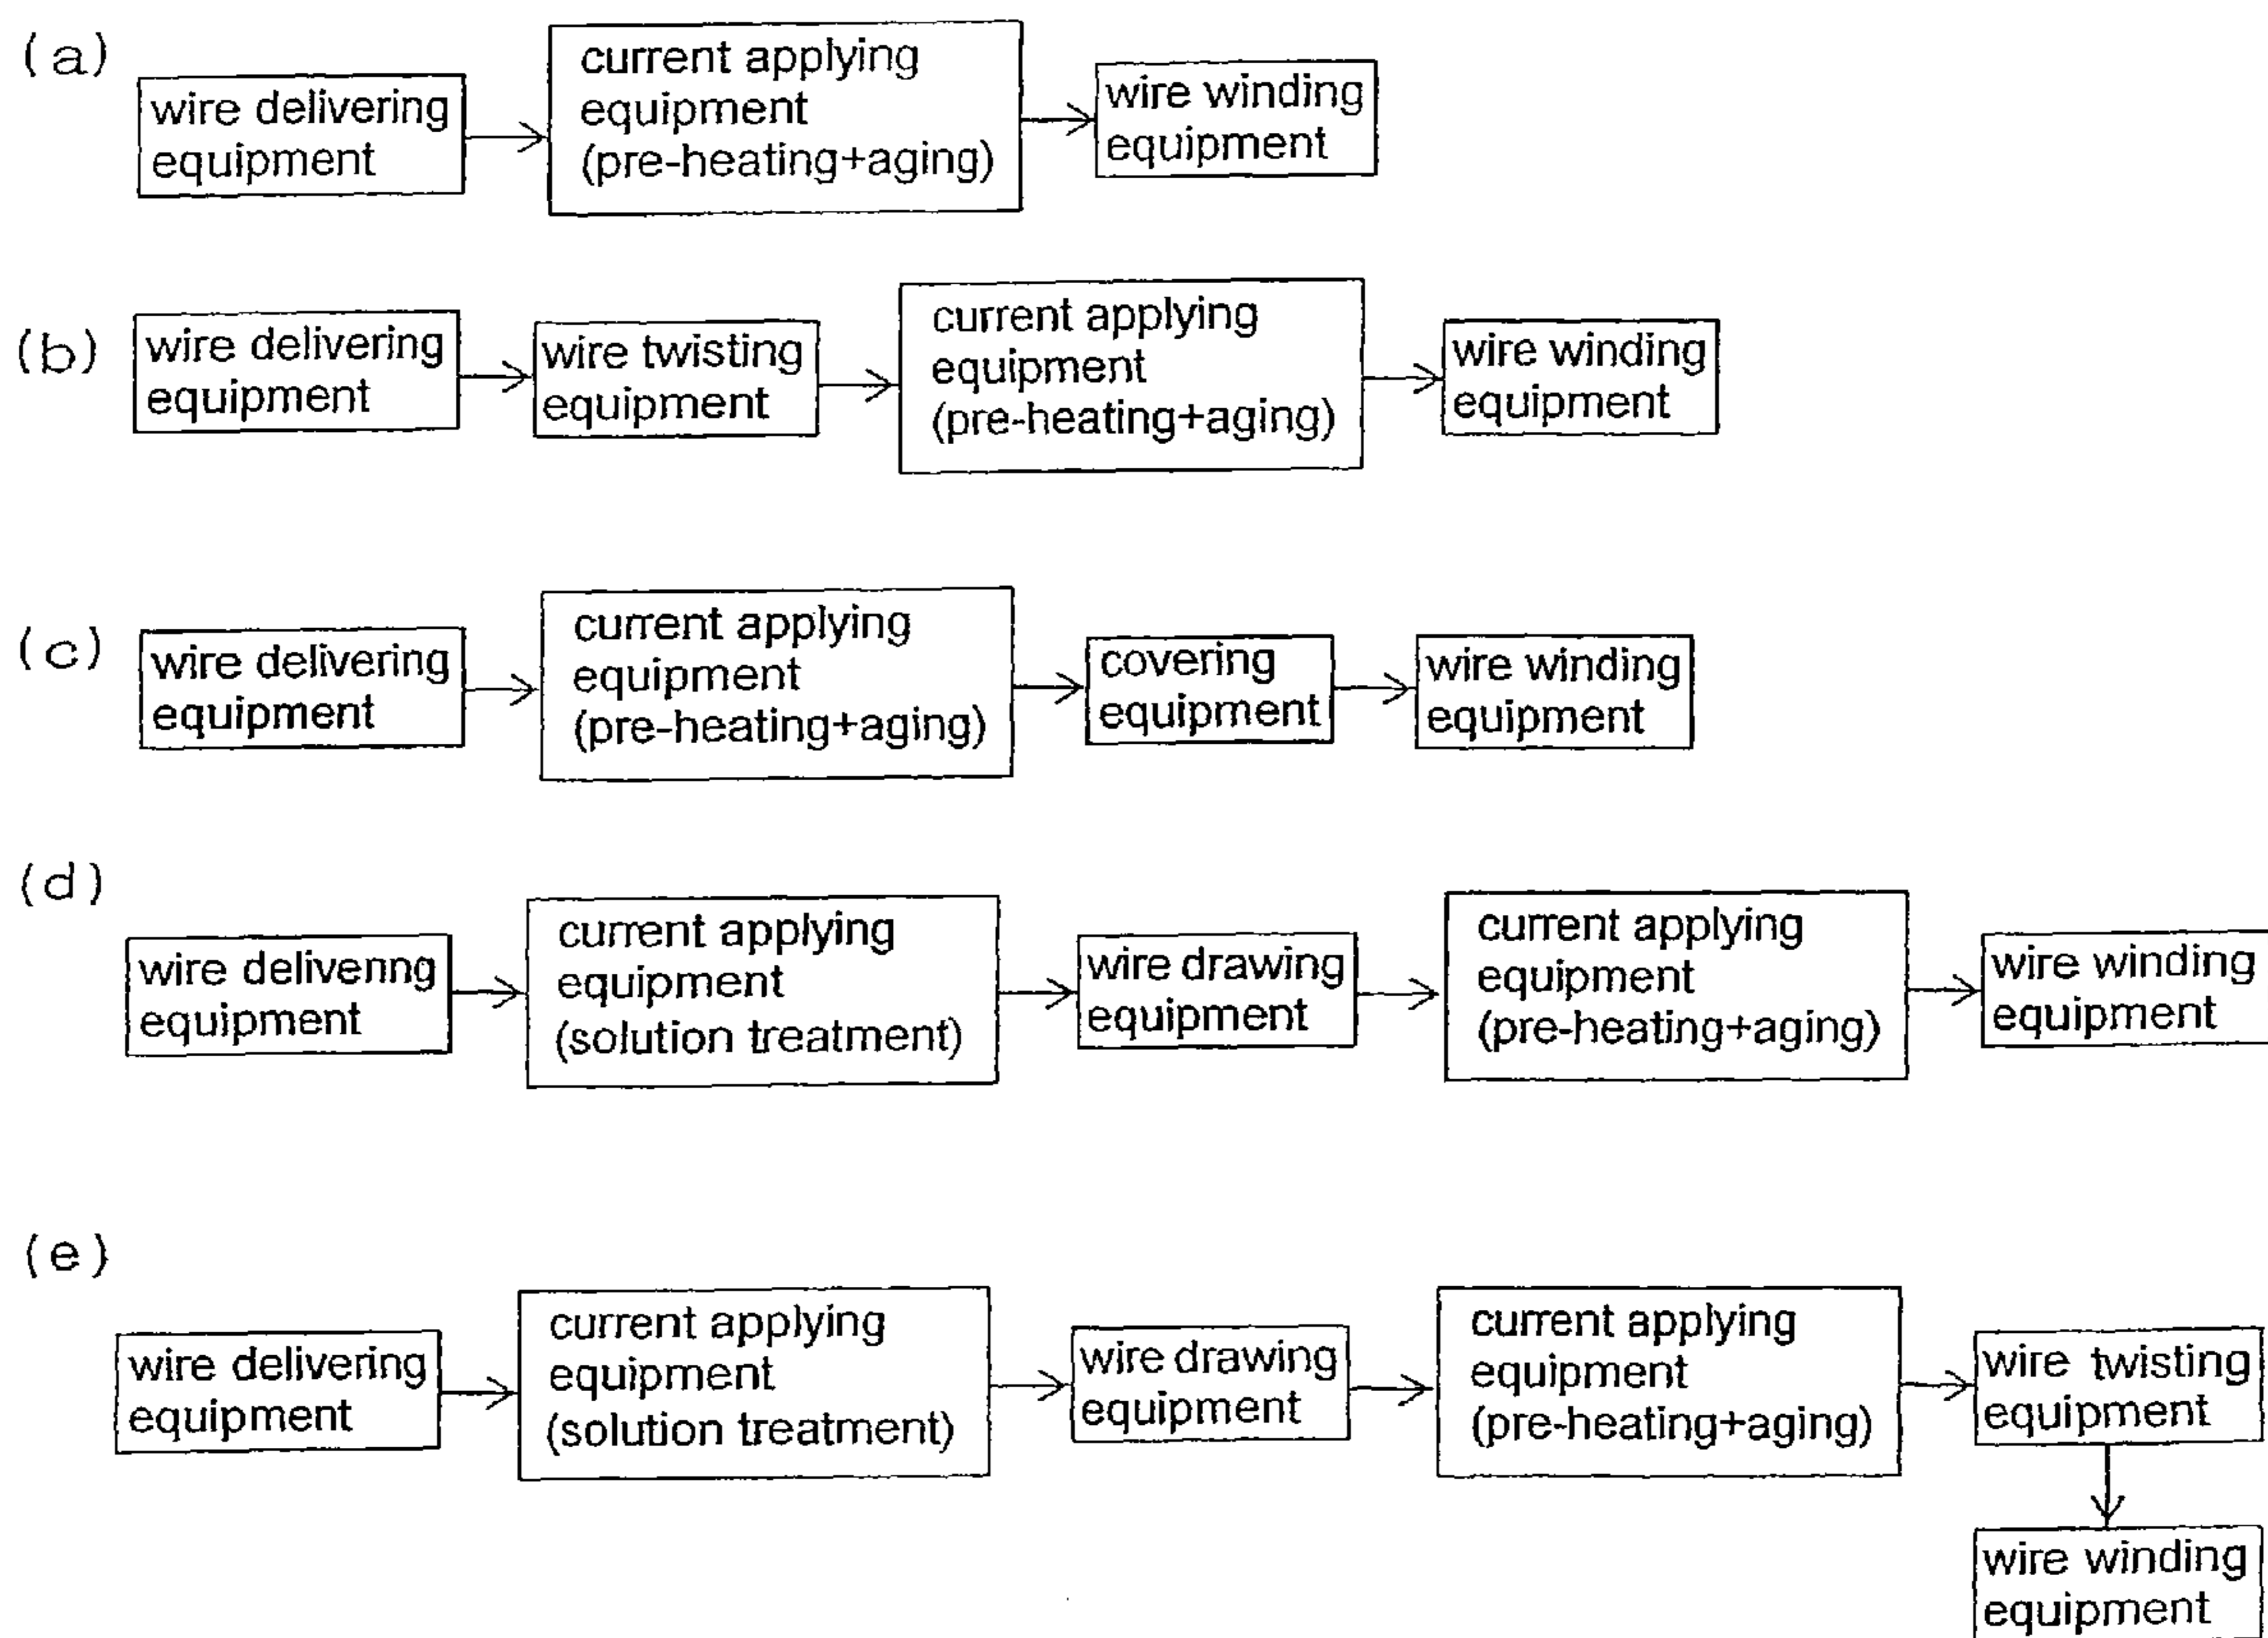 (a)
wire delivering
equipment
current applying
equipment
(pre-heating+aging)
wire winding
equipment
(b)
wire delivering
equipment
wire twisting
equipment
current applying
equipment
(pre-heating+aging)
wire winding
equipment
(c)
wire delivering
equipment
current applying
equipment
(pre-heating+aging)
covering
equipment
wire winding
equipment
(d)
wire delivering
equipment
current applying
equipment
(solution treatment)
wire drawing
equipment
current applying
equipment
(pre-heating+aging)
wire winding
equipment
(e)
wire delivering
equipment
current applying
equipment
(solution treatment)
wire drawing
equipment
current applying
equipment
(pre-heating+aging)
wire twisting
equipment
wire winding
equipment